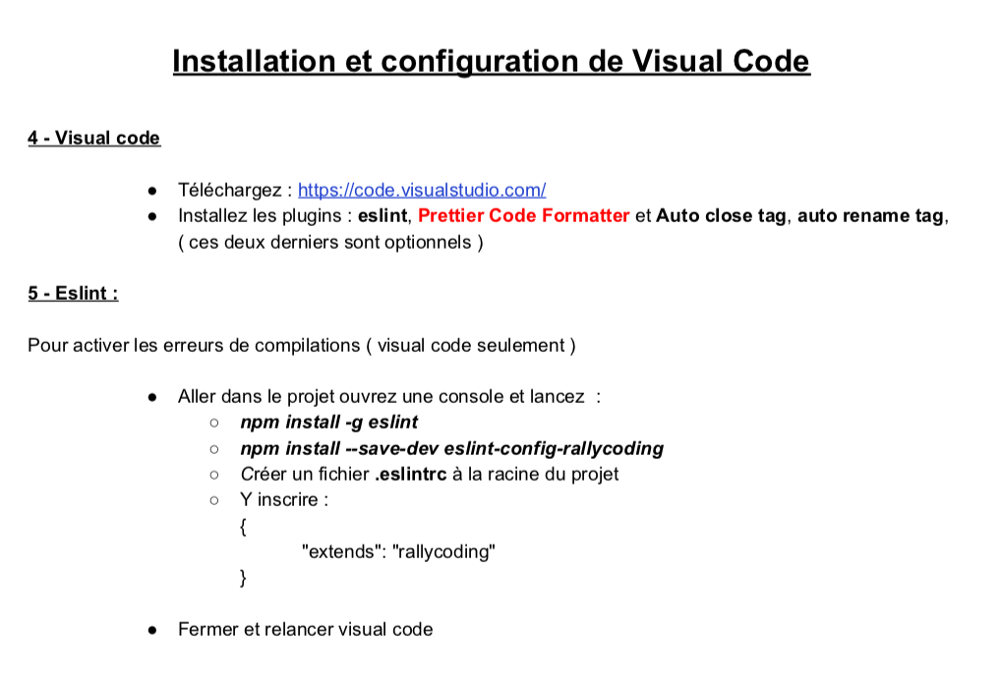 Installation et configuration de Visual Code
4 - Visual code
● Téléchargez : https://code.visualstudio.com/
● Installez les plugins : eslint, Prettier Code Formatter et Auto close tag, auto rename tag,
( ces deux derniers sont optionnels )
5 - Eslint :
Pour activer les erreurs de compilations ( visual code seulement )
● Aller dans le projet ouvrez une console et lancez :
○ npm install -g eslint
○ npm install --save-dev eslint-config-rallycoding
○ Créer un fichier .eslintrc à la racine du projet
○ Y inscrire :
{
"extends": "rallycoding"
}
● Fermer et relancer visual code